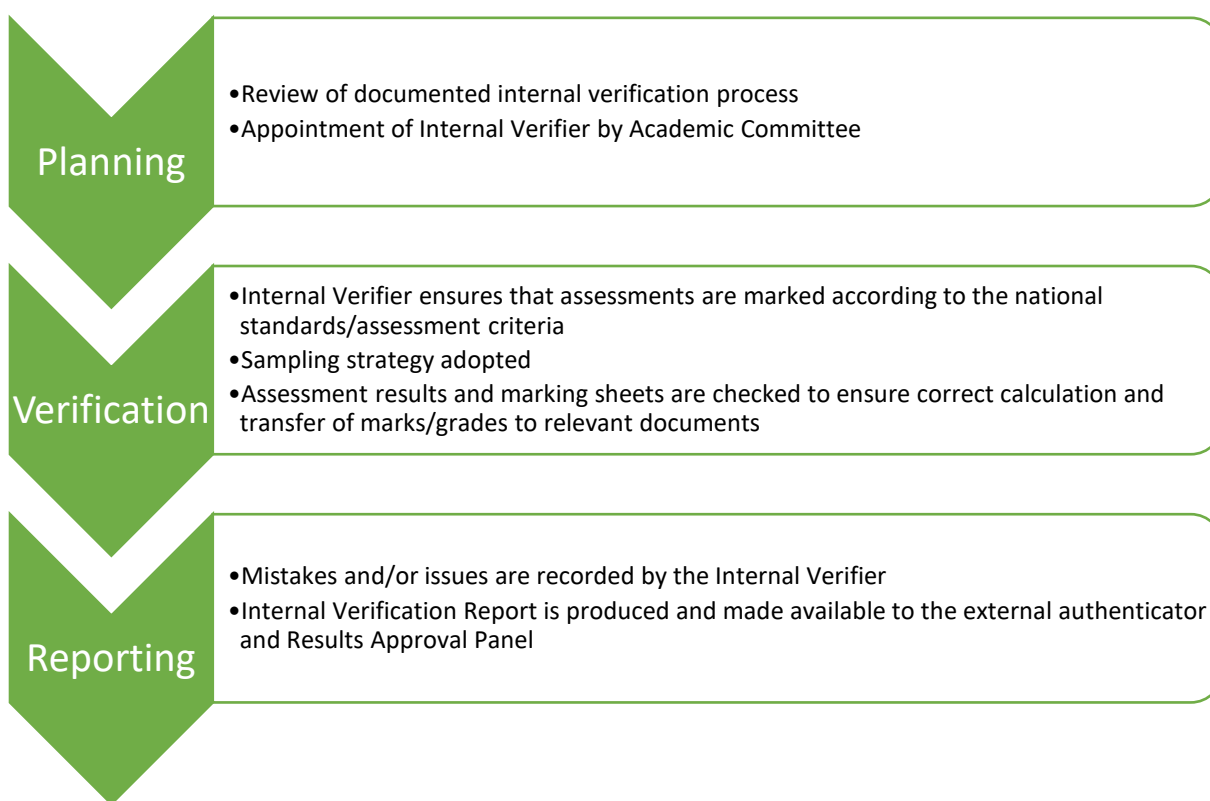 Planning
•Review of documented internal verification process
•Appointment of Internal Verifier by Academic Committee
Verification
•Internal Verifier ensures that assessments are marked according to the national
standards/assessment criteria
•Sampling strategy adopted
•Assessment results and marking sheets are checked to ensure correct calculation and
transfer of marks/grades to relevant documents
Reporting
•Mistakes and/or issues are recorded by the Internal Verifier
•Internal Verification Report is produced and made available to the external authenticator
and Results Approval Panel